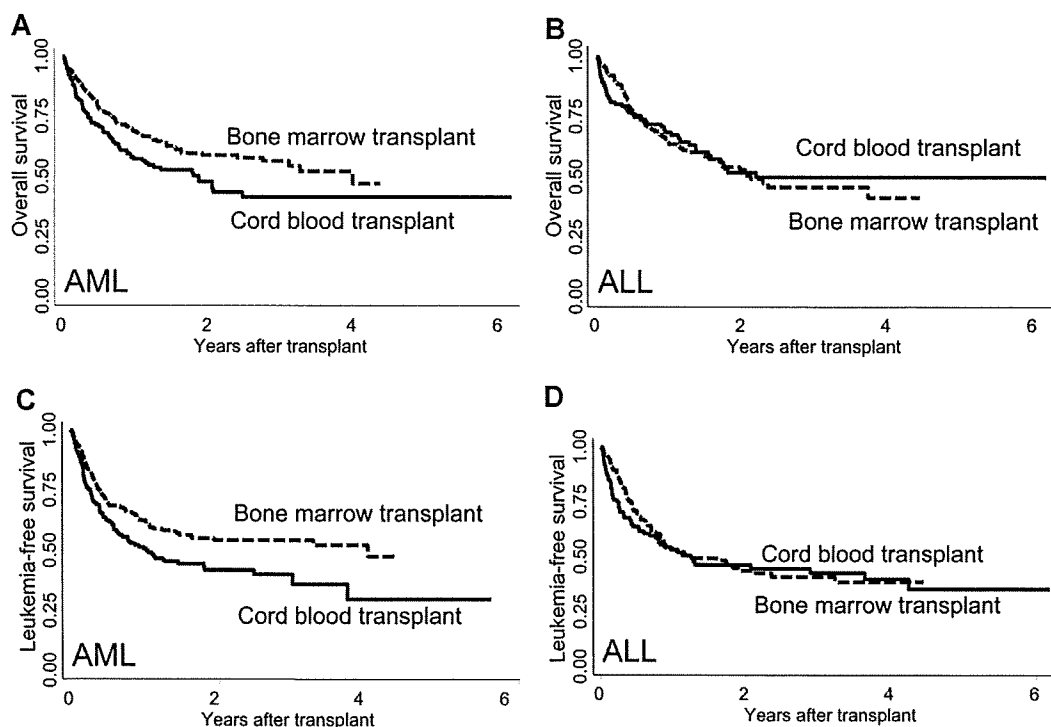 A
Overall survival
1.00
0.75
0.50
0.25
0.00
Bone marrow transplant
Cord blood transplant
AML
0 2 4 6
Years after transplant
B
Overall survival
1.00
0.75
0.50
0.25
0.00
Cord blood transplant
Bone marrow transplant
ALL
0 2 4 6
Years after transplant
C
Leukemia-free survival
1.00
0.75
0.50
0.25
0.00
Bone marrow transplant
Cord blood transplant
AML
0 2 4 6
Years after transplant
D
Leukemia-free survival
1.00
0.75
0.50
0.25
0.00
Cord blood transplant
Bone marrow transplant
ALL
0 2 4 6
Years after transplant